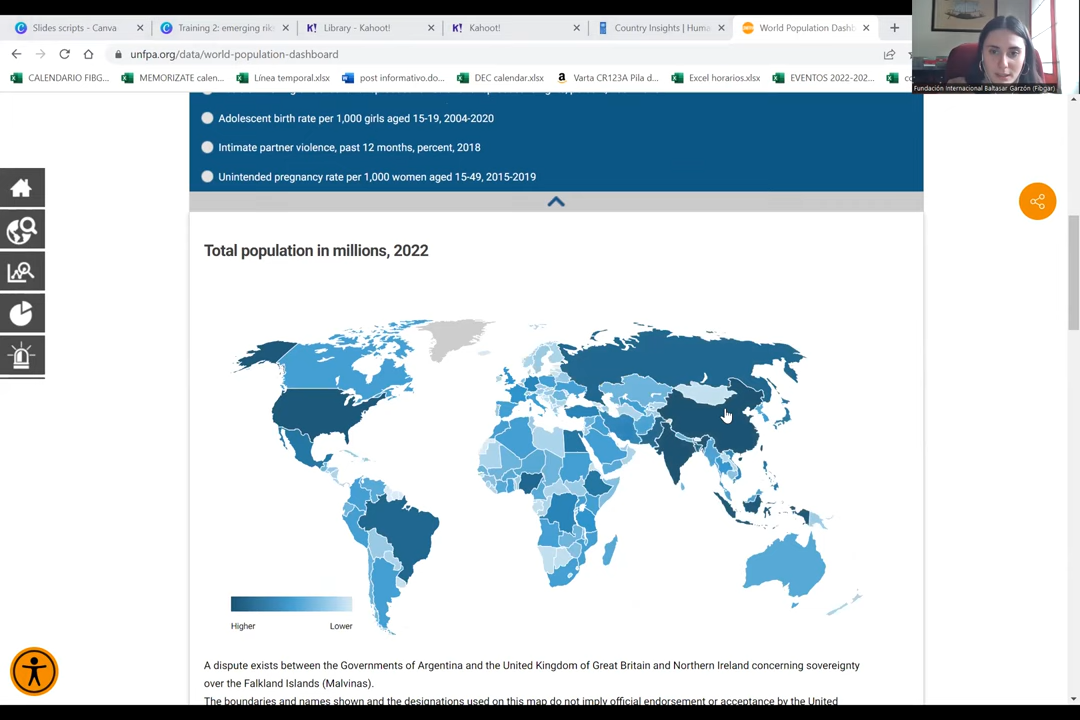 Slides scripts - Canva
Training 2: emerging rik
Library - Kahoot!
Kahoot!
Country Insights | Hum
World Population Dashb
unfpa.org/data/world-population-dashboard
CALENDARIO FIBG...
MEMORIZATE calen...
Línea temporal.xlsx
post informativo.do...
DEC calendar.xlsx
Varta CR123A Pila d...
Excel horarios.xlsx
EVENTOS 2022-202...
Fundación Internacional Baltasar Garzón (Fibgar)
Adolescent birth rate per 1,000 girls aged 15-19, 2004-2020
Intimate partner violence, past 12 months, percent, 2018
Unintended pregnancy rate per 1,000 women aged 15-49, 2015-2019
Total population in millions, 2022
Higher
Lower
A dispute exists between the Governments of Argentina and the United Kingdom of Great Britain and Northern Ireland concerning sovereignty
over the Falkland Islands (Malvinas).
The boundaries and names shown and the designations used on this map do not imply official endorsement or acceptance by the United